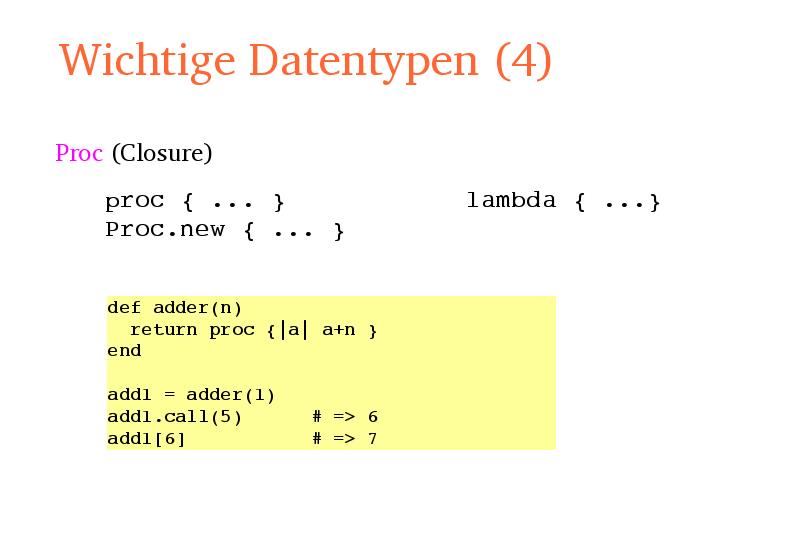 Wichtige Datentypen (4)
Proc (Closure)
proc { ... }          lambda { ...}
Proc.new { ... }
def adder(n)
  return proc {|a| a+n }
end
add1 = adder(1)
add1.call(5)      # => 6
add1[6]           # => 7